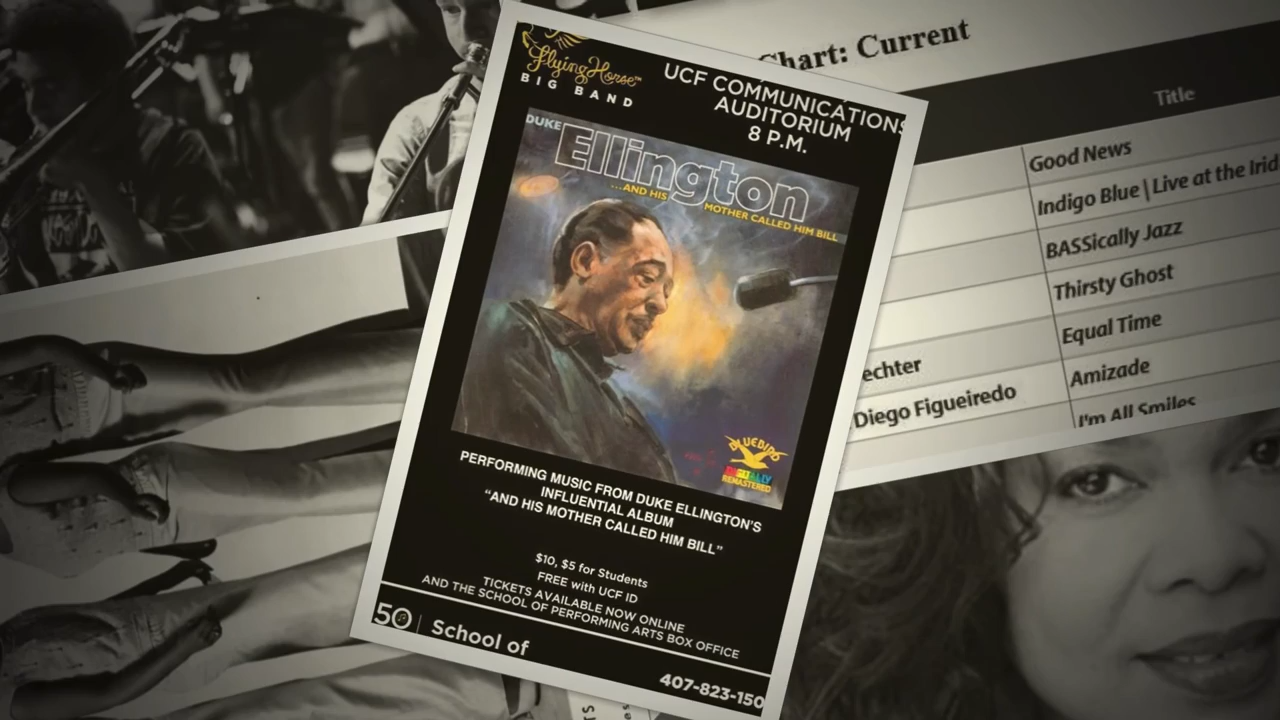 Flying Horse™
BIG BAND
UCF COMMUNICATIONS
AUDITORIUM
8 P.M.
DUKE
Ellington
...AND HIS
MOTHER CALLED HIM BILL
BLUEBIRD
DIGITALLY
REMASTERED
PERFORMING MUSIC FROM DUKE ELLINGTON'S
INFLUENTIAL ALBUM
“AND HIS MOTHER CALLED HIM BILL”
$10, $5 for Students
FREE with UCF ID
TICKETS AVAILABLE NOW ONLINE
AND THE SCHOOL OF PERFORMING ARTS BOX OFFICE
50 School of
407-823-150
Chart: Current
Title
Good News
Indigo Blue | Live at the Irid
BASSically Jazz
Thirsty Ghost
Equal Time
echter
Amizade
Diego Figueiredo
I'm All Smiles